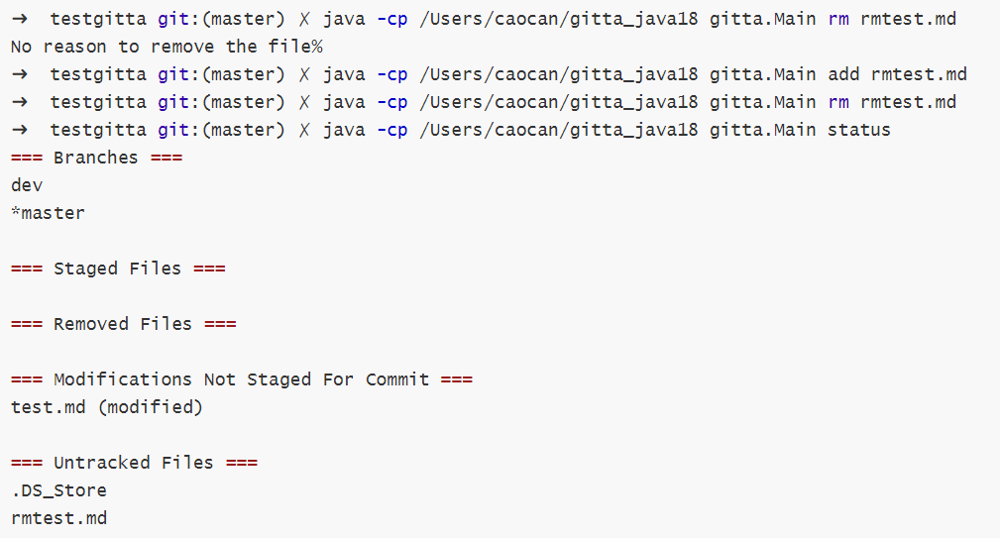 → testgitta git:(master) ✗ java -cp /Users/caocan/gitta_java18 gitta.Main rm rmtest.md
No reason to remove the file%
→ testgitta git:(master) ✗ java -cp /Users/caocan/gitta_java18 gitta.Main add rmtest.md
→ testgitta git:(master) ✗ java -cp /Users/caocan/gitta_java18 gitta.Main rm rmtest.md
→ testgitta git:(master) ✗ java -cp /Users/caocan/gitta_java18 gitta.Main status
=== Branches ===
dev
*master
=== Staged Files ===
=== Removed Files ===
=== Modifications Not Staged For Commit ===
test.md (modified)
=== Untracked Files ===
.DS_Store
rmtest.md